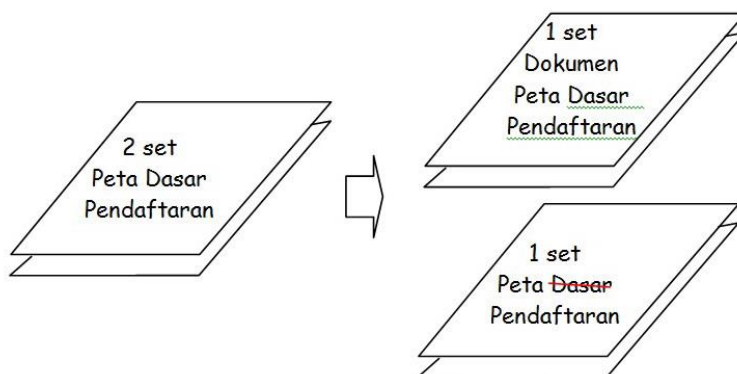 2 set
Peta Dasar
Pendaftaran
1 set
Dokumen
Peta Dasar
Pendaftaran
1 set
Peta Dasar
Pendaftaran